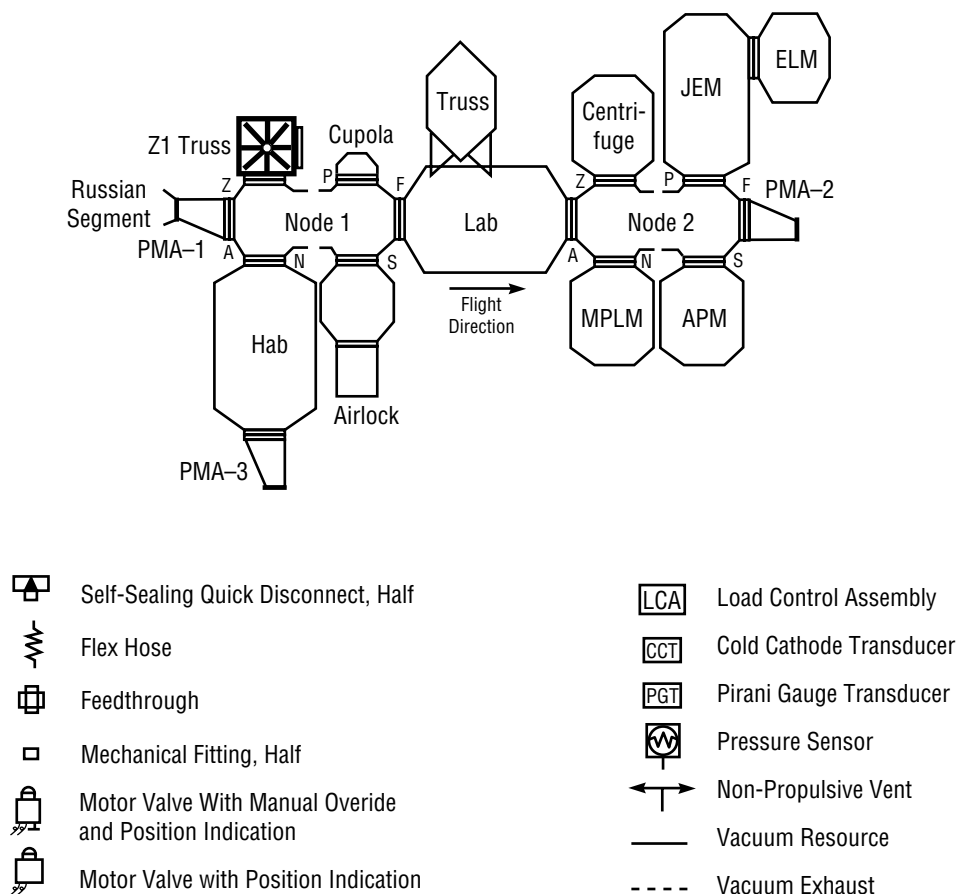 ELM
JEM
Truss
Centri-
fuge
Cupola
Z1 Truss
Z
P
F
Z
P
F
PMA–2
Russian
Segment
Node 1
Lab
Node 2
PMA–1
A
N
S
A
N
S
Flight
Direction
Hab
MPLM
APM
Airlock
PMA–3
Self-Sealing Quick Disconnect, Half
Flex Hose
Feedthrough
Mechanical Fitting, Half
Motor Valve With Manual Overide
and Position Indication
Motor Valve with Position Indication
LCA Load Control Assembly
CCT Cold Cathode Transducer
PGT Pirani Gauge Transducer
Pressure Sensor
Non-Propulsive Vent
Vacuum Resource
Vacuum Exhaust